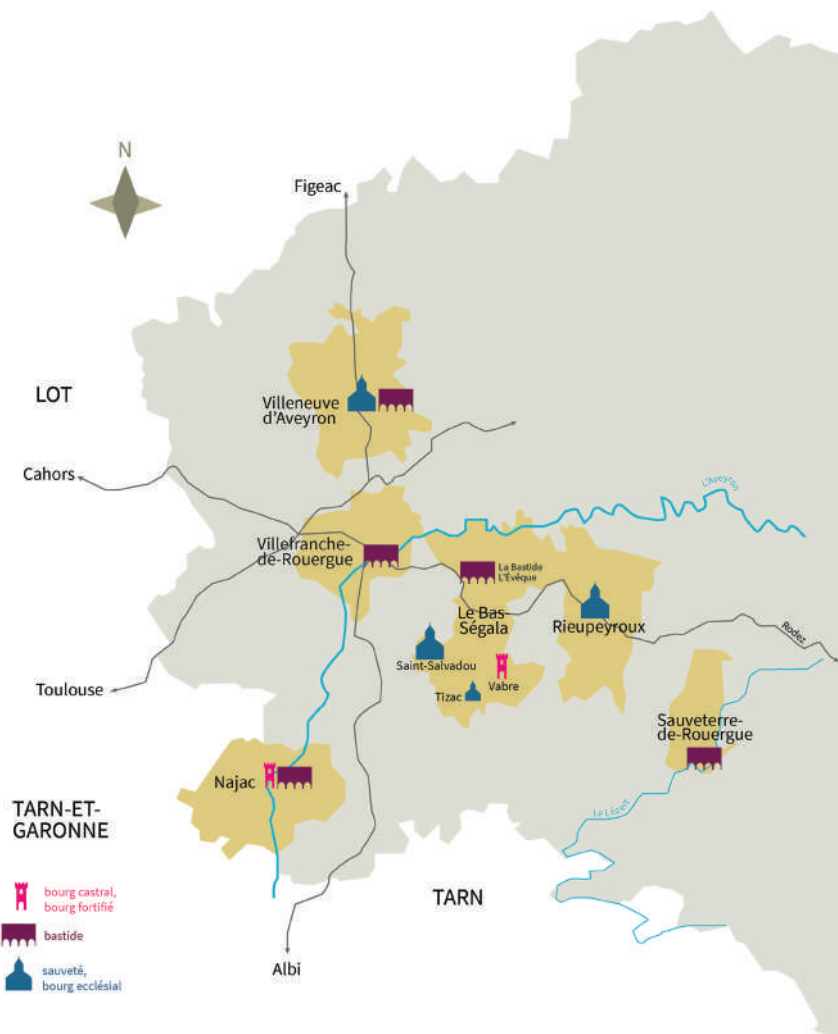 N
Figeac
LOT
Villeneuve
d'Aveyron
Cahors
L'Aveyron
Villefranche-
de-Rouergue
La Bastide
L'Évêque
Le Bas-
Ségala
Rieupeyroux
Rodez
Saint-Salvadou
Vabre
Tizac
Toulouse
Sauveterre-
de-Rouergue
Najac
TARN-ET-
GARONNE
Le Lézert
bourg castral,
bourg fortifié
TARN
bastide
sauveté,
bourg ecclésial
Albi